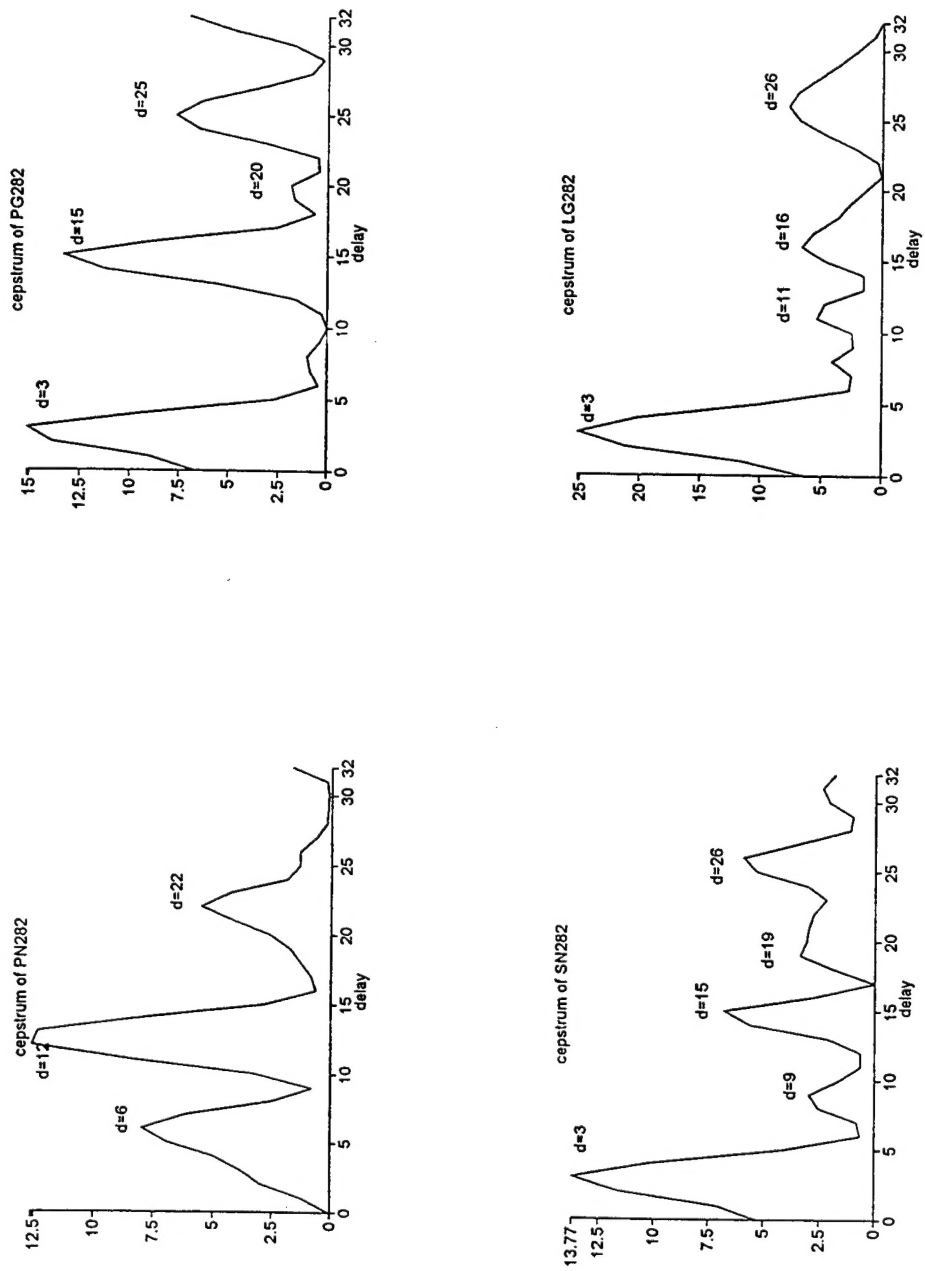 cepstrum of PG282
15
12.5
10
7.5
5
2.5
0
0
5
10
15
20
25
30
32
delay
d=3
d=15
d=20
d=25
cepstrum of LG282
25
20
15
10
5
0
0
5
10
15
20
25
30
32
delay
d=3
d=11
d=16
d=26
cepstrum of PN282
12.5
10
7.5
5
2.5
0
0
5
10
15
20
25
30
32
delay
d=6
d=12
d=22
cepstrum of SN282
13.77
12.5
10
7.5
5
2.5
0
0
5
10
15
20
25
30
32
delay
d=3
d=9
d=15
d=19
d=26